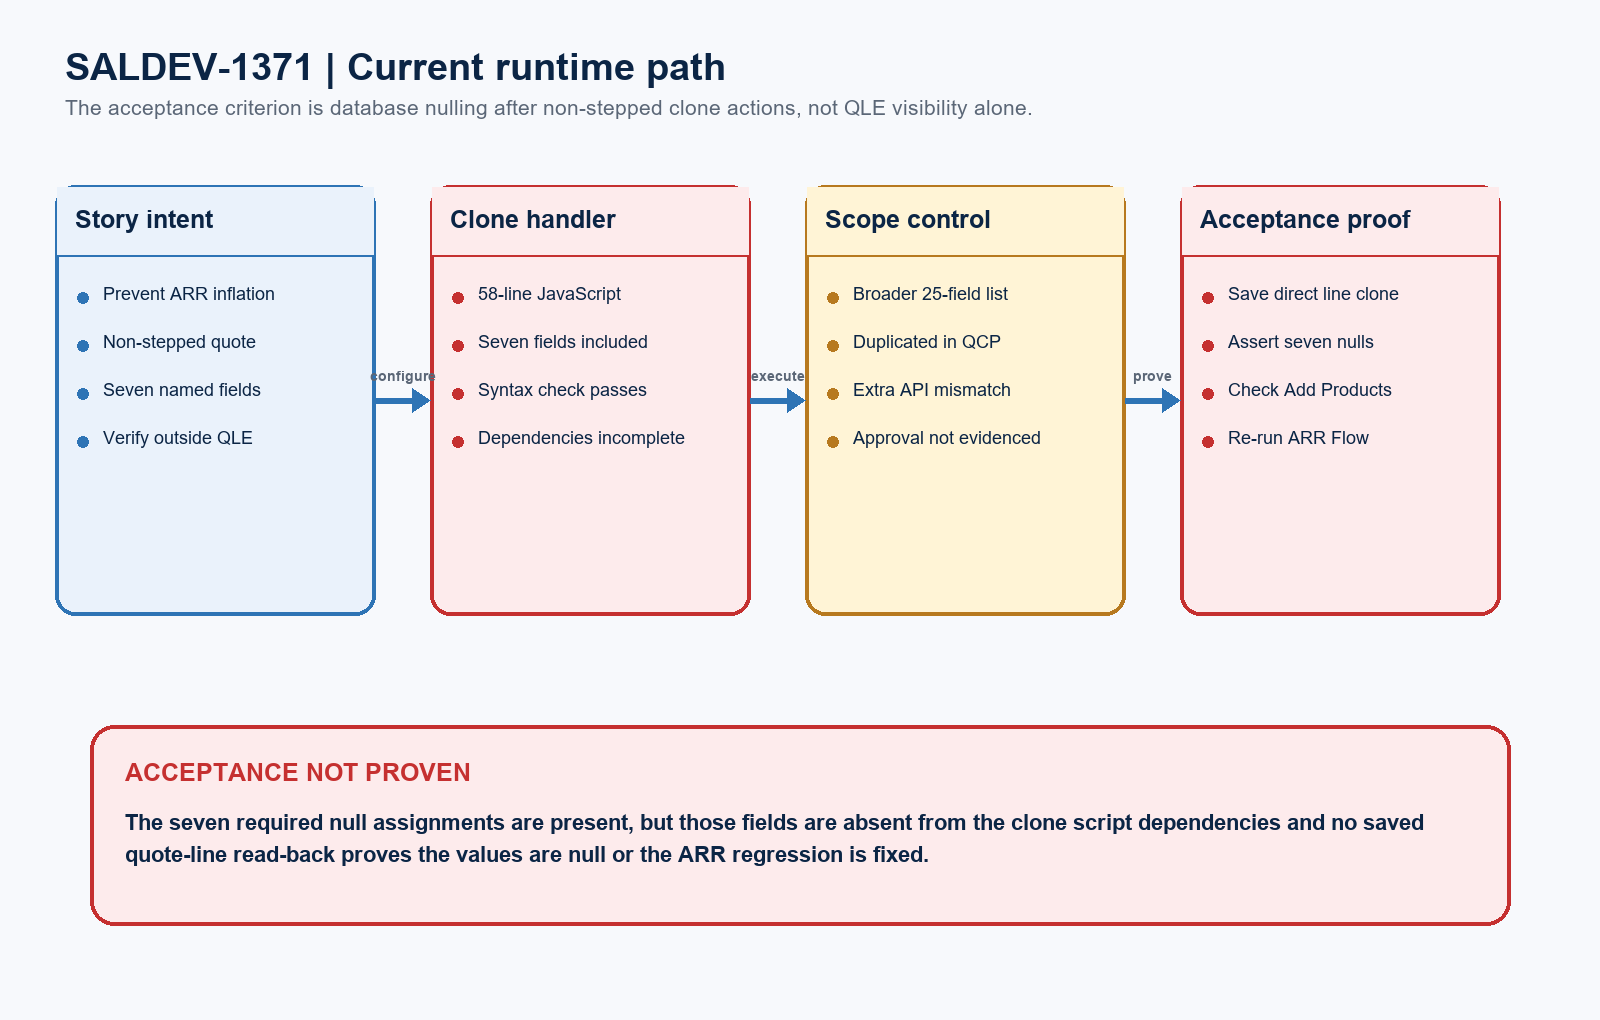 SALDEV-1371 | Current runtime path
The acceptance criterion is database nulling after non-stepped clone actions, not QLE visibility alone.
Story intent
Prevent ARR inflation
Non-stepped quote
Seven named fields
Verify outside QLE
configure
Clone handler
58-line JavaScript
Seven fields included
Syntax check passes
Dependencies incomplete
execute
Scope control
Broader 25-field list
Duplicated in QCP
Extra API mismatch
Approval not evidenced
prove
Acceptance proof
Save direct line clone
Assert seven nulls
Check Add Products
Re-run ARR Flow
ACCEPTANCE NOT PROVEN
The seven required null assignments are present, but those fields are absent from the clone script dependencies and no saved
quote-line read-back proves the values are null or the ARR regression is fixed.